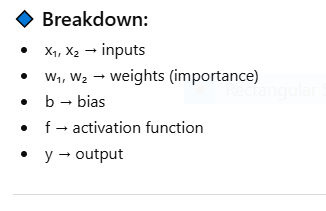 Breakdown:
• x₁, x₂ → inputs
• w₁, w₂ → weights (importance)
• b → bias
• f → activation function
• y → output